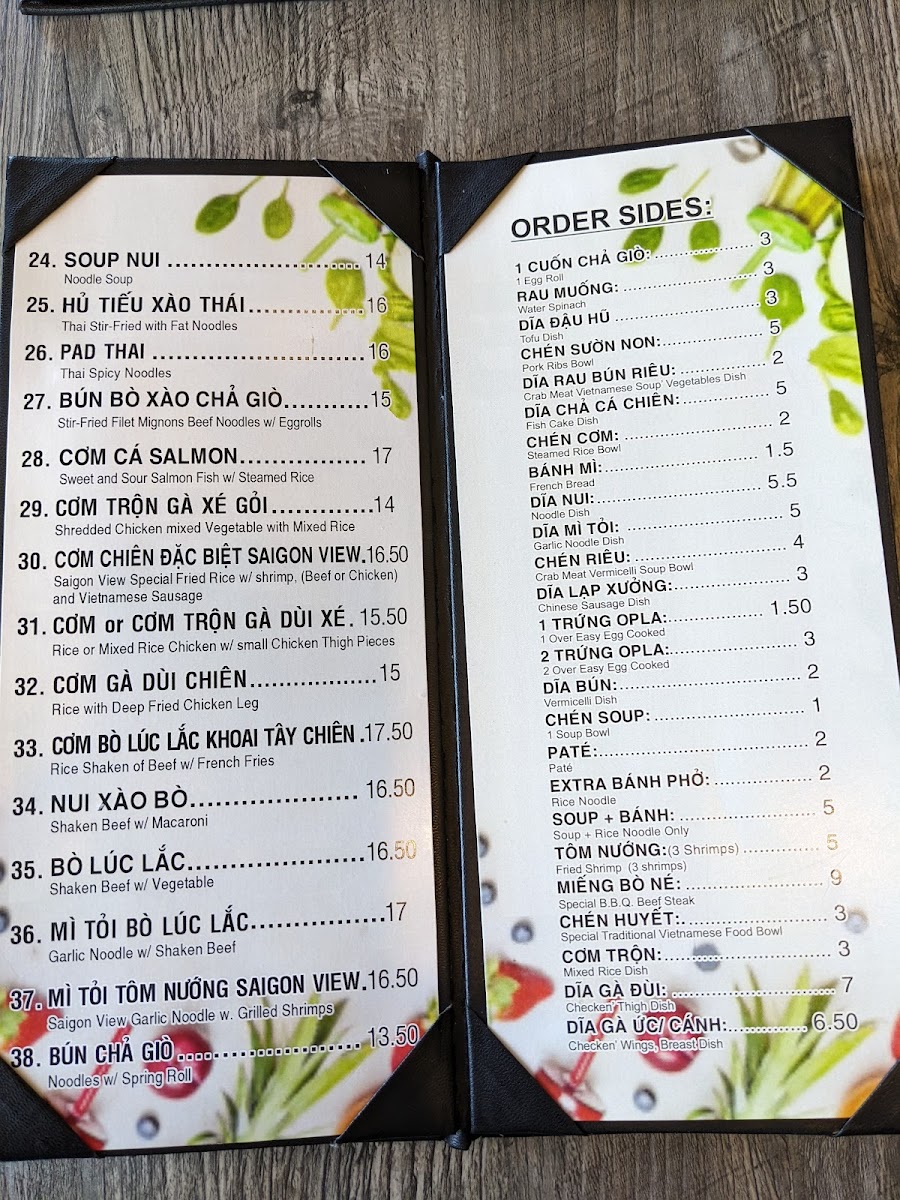 24. SOUP NUI ........................ 14
Noodle Soup
25. HỦ TIẾU XÀO THÁI ............... 16
Thai Stir-Fried with Fat Noodles
26. PAD THAI ........................... 16
Thai Spicy Noodles
27. BÚN BÒ XÀO CHẢ GIÒ........... 15
Stir-Fried Filet Mignons Beef Noodles w/ Eggrolls
28. CƠM CÁ SALMON................. 17
Sweet and Sour Salmon Fish w/ Steamed Rice
29. CƠM TRỘN GÀ XÉ GỎI.............14
Shredded Chicken mixed Vegetable with Mixed Rice
30. CƠM CHIÊN ĐẶC BIỆT SAIGON VIEW.16.50
Saigon View Special Fried Rice w/ shrimp, (Beef or Chicken)
and Vietnamese Sausage
31. CƠM or CƠM TRỘN GÀ DÙI XÉ. 15.50
Rice or Mixed Rice Chicken w/ small Chicken Thigh Pieces
32. CƠM GÀ DÙI CHIÊN.................15
Rice with Deep Fried Chicken Leg
33. CƠM BÒ LÚC LẮC KHOAI TÂY CHIÊN .17.50
Rice Shaken of Beef w/ French Fries
34. NUI XÀO BÒ..................... 16.50
Shaken Beef w/ Macaroni
35. BÒ LÚC LẮC......................16.50
Shaken Beef w/ Vegetable
36. MÌ TỎI BÒ LÚC LẮC................17
Garlic Noodle w/ Shaken Beef
37. MÌ TỎI TÔM NƯỚNG SAIGON VIEW.16.50
Saigon View Garlic Noodle w. Grilled Shrimps
38. BÚN CHẢ GIÒ ...................... 13.50
Noodles w/ Spring Roll
ORDER SIDES:
1 CUỐN CHẢ GIÒ: .................. 3
1 Egg Roll
RAU MUỐNG: ........................ 3
Water Spinach
DĨA ĐẬU HŨ ......................... 3
Tofu Dish
CHÉN SƯỜN NON:.................. 5
Pork Ribs Bowl
DĨA RAU BÚN RIÊU: ............... 2
Crab Meat Vietnamese Soup' Vegetables Dish
DĨA CHẢ CÁ CHIÊN:............... 5
Fish Cake Dish
CHÉN CƠM: ......................... 2
Steamed Rice Bowl
BÁNH MÌ:............................ 1.5
French Bread
DĨA NUI:.............................. 5.5
Noodle Dish
DĨA MÌ TỎI: .......................... 5
Garlic Noodle Dish
CHÉN RIÊU: ......................... 4
Crab Meat Vermicelli Soup Bowl
DĨA LẠP XUỞNG:.................. 3
Chinese Sausage Dish
1 TRỨNG OPLA:................. 1.50
1 Over Easy Egg Cooked
2 TRỨNG OPLA:.................... 3
2 Over Easy Egg Cooked
DĨA BÚN:............................. 2
Vermicelli Dish
CHÉN SOUP: ....................... 1
1 Soup Bowl
PATÉ:................................. 2
Paté
EXTRA BÁNH PHỞ: ............... 2
Rice Noodle
SOUP + BÁNH: ..................... 5
Soup + Rice Noodle Only
TÔM NƯỚNG:(3 Shrimps) ............ 5
Fried Shrimp (3 shrimps)
MIẾNG BÒ NÉ: ..................... 9
Special B.B.Q. Beef Steak
CHÉN HUYẾT:...................... 3
Special Traditional Vietnamese Food Bowl
CƠM TRỘN:......................... 3
Mixed Rice Dish
DĨA GÀ ĐÙI: ......................... 7
Checken' Thigh Dish
DĨA GÀ ỨC/ CÁNH:............. 6.50
Checken' Wings, Breast Dish